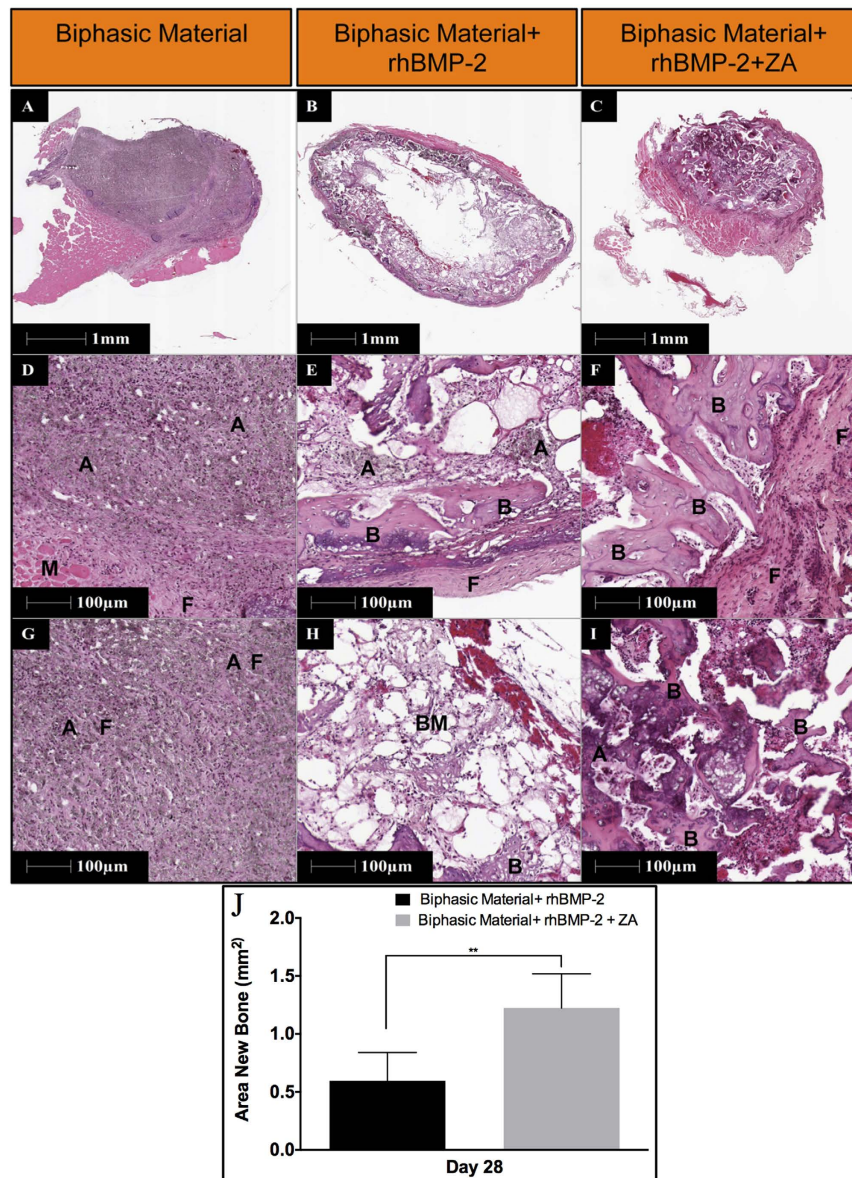 Biphasic Material
Biphasic Material+
rhBMP-2
Biphasic Material+
rhBMP-2+ZA
A
1mm
B
1mm
C
1mm
D
A
A
M
F
100μm
E
A
A
B
B
F
100μm
F
B
F
B
B
F
100μm
G
A F
A F
100μm
H
BM
B
100μm
I
B
B
A
B
100μm
J
Biphasic Material+ rhBMP-2
Biphasic Material+ rhBMP-2 + ZA
Area New Bone (mm²)
2.0
1.5
1.0
0.5
0.0
**
Day 28